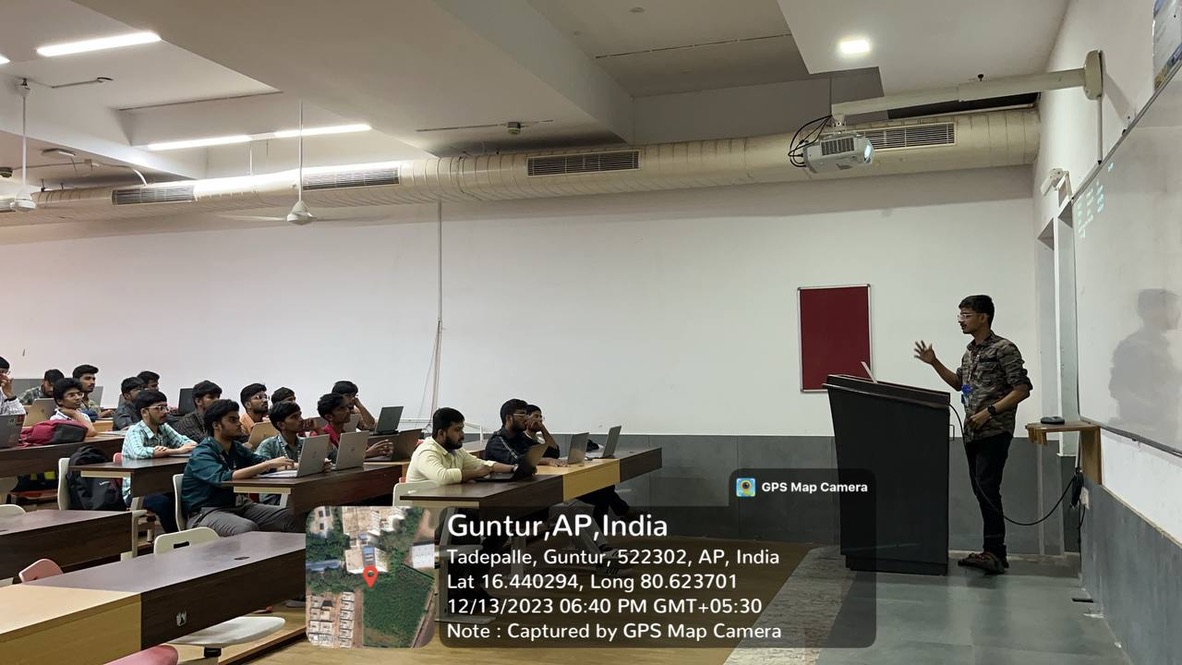 GPS Map Camera
Guntur,AP,India
Tadepalle, Guntur, 522302, AP, India
Lat 16.440294, Long 80.623701
12/13/2023 06:40 PM GMT+05:30
Note : Captured by GPS Map Camera